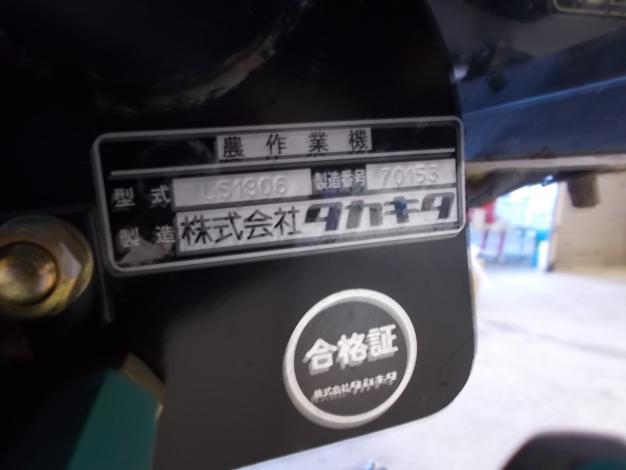 農作業機
型式 LS1806 製造番号 70153
製造 株式会社タカキタ
合格証
株式会社タカキタ